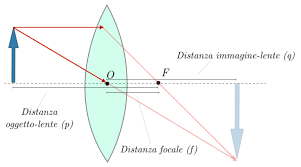 Distanza immagine-lente (q)
O
F
Distanza
oggetto-lente (p)
Distanza focale (f)